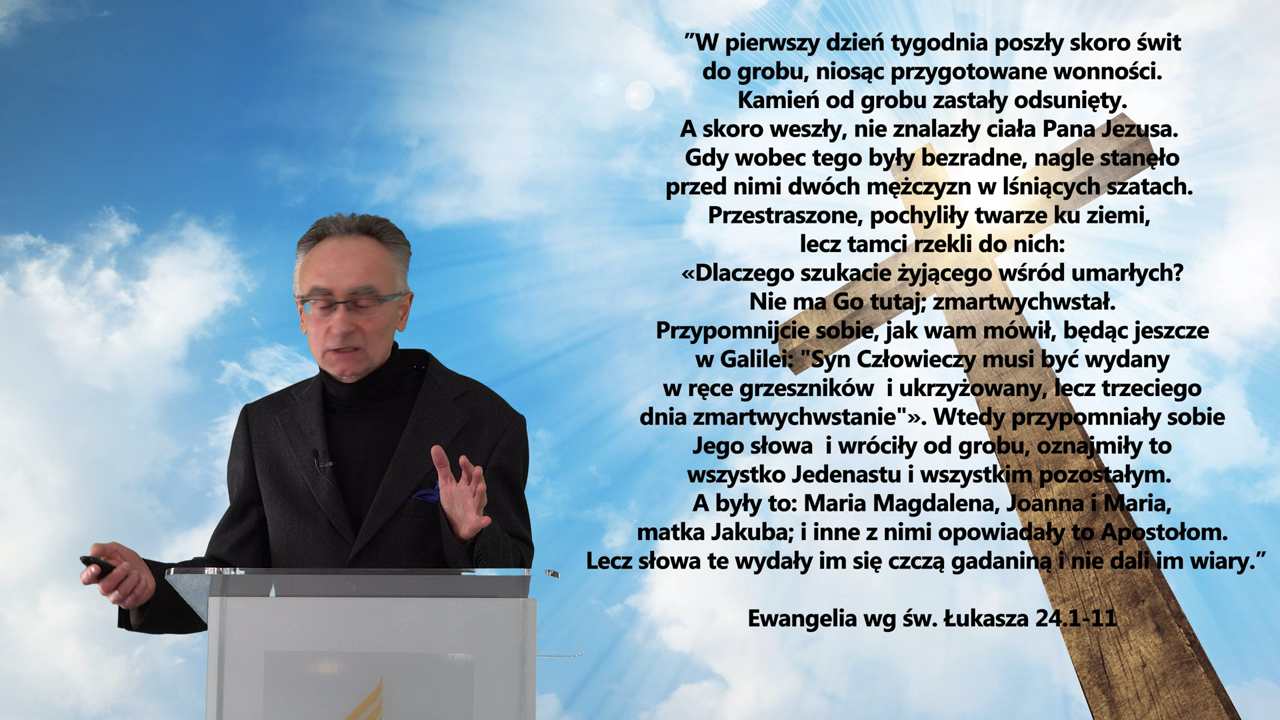 ”W pierwszy dzień tygodnia poszły skoro świt
do grobu, niosąc przygotowane wonności.
Kamień od grobu zastały odsunięty.
A skoro weszły, nie znalazły ciała Pana Jezusa.
Gdy wobec tego były bezradne, nagle stanęło
przed nimi dwóch mężczyzn w lśniących szatach.
Przestraszone, pochyliły twarze ku ziemi,
lecz tamci rzekli do nich:
«Dlaczego szukacie żyjącego wśród umarłych?
Nie ma Go tutaj; zmartwychwstał.
Przypomnijcie sobie, jak wam mówił, będąc jeszcze
w Galilei: "Syn Człowieczy musi być wydany
w ręce grzeszników  i ukrzyżowany, lecz trzeciego
dnia zmartwychwstanie"». Wtedy przypomniały sobie
Jego słowa  i wróciły od grobu, oznajmiły to
wszystko Jedenastu i wszystkim pozostałym.
A były to: Maria Magdalena, Joanna i Maria,
matka Jakuba; i inne z nimi opowiadały to Apostołom.
Lecz słowa te wydały im się czczą gadaniną i nie dali im wiary.”
Ewangelia wg św. Łukasza 24.1-11